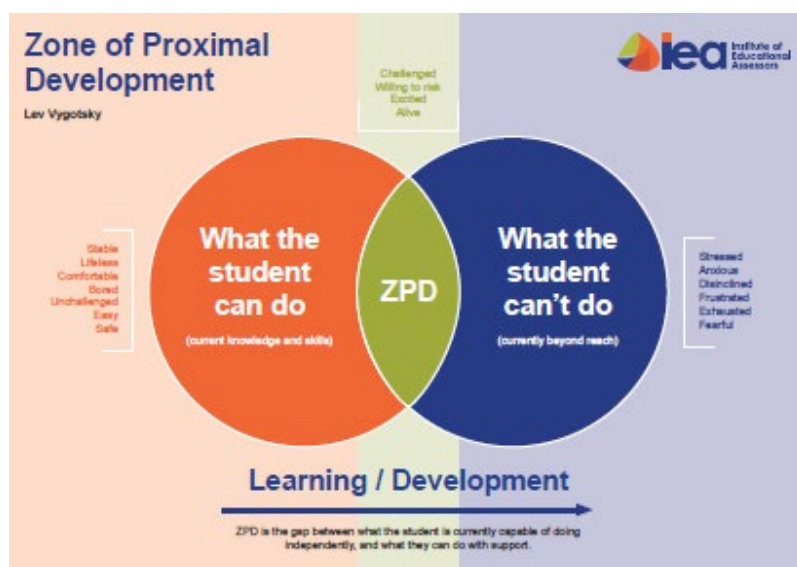 Zone of Proximal
Development
Lev Vygotsky
iea
Institute of
Educational
Assessors
Challenged
Willing to risk
Excited
Alive
Stable
Lifeless
Comfortable
Bored
Unchallenged
Easy
Safe
What the
student
can do
(current knowledge and skills)
ZPD
What the
student
can't do
(currently beyond reach)
Stressed
Anxious
Disinclined
Frustrated
Exhausted
Fearful
Learning / Development
ZPD is the gap between what the student is currently capable of doing
independently, and what they can do with support.